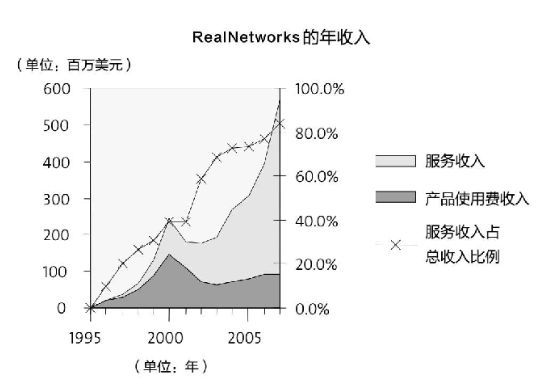 RealNetworks的年收入
（单位：百万美元）
600
500
400
300
200
100
0
100.0%
80.0%
60.0%
40.0%
20.0%
0.0%
1995
2000
2005
（单位：年）
服务收入
产品使用费收入
服务收入占
总收入比例